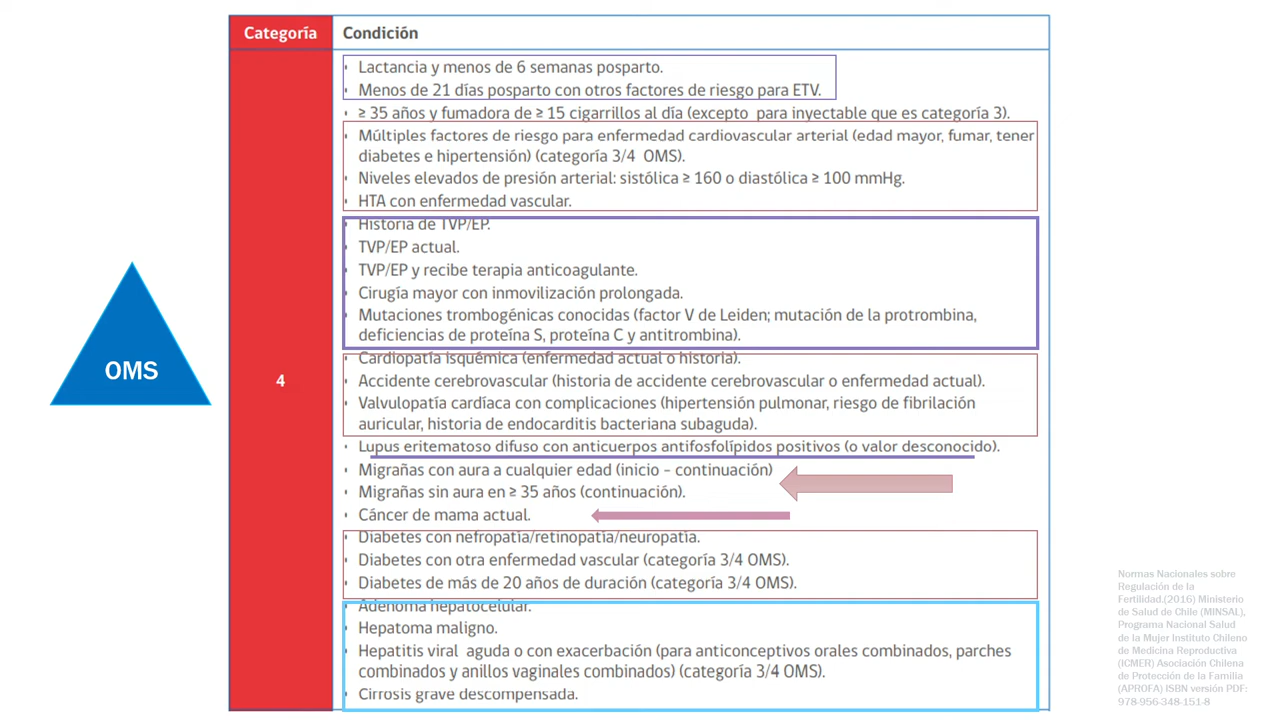 Categoría
Condición
Lactancia y menos de 6 semanas posparto.
Menos de 21 días posparto con otros factores de riesgo para ETV.
≥ 35 años y fumadora de ≥ 15 cigarrillos al día (excepto para inyectable que es categoría 3).
Múltiples factores de riesgo para enfermedad cardiovascular arterial (edad mayor, fumar, tener
diabetes e hipertensión) (categoría 3/4 OMS).
Niveles elevados de presión arterial: sistólica ≥ 160 o diastólica ≥ 100 mmHg.
HTA con enfermedad vascular.
Historia de TVP/EP.
TVP/EP actual.
TVP/EP y recibe terapia anticoagulante.
Cirugía mayor con inmovilización prolongada.
Mutaciones trombogénicas conocidas (factor V de Leiden; mutación de la protrombina,
deficiencias de proteína S, proteína C y antitrombina).
Cardiopatía isquémica (enfermedad actual o historia).
OMS
4
Accidente cerebrovascular (historia de accidente cerebrovascular o enfermedad actual).
Valvulopatía cardíaca con complicaciones (hipertensión pulmonar, riesgo de fibrilación
auricular, historia de endocarditis bacteriana subaguda).
Lupus eritematoso difuso con anticuerpos antifosfolípidos positivos (o valor desconocido).
Migrañas con aura a cualquier edad (inicio – continuación)
Migrañas sin aura en ≥ 35 años (continuación).
Cáncer de mama actual.
Diabetes con nefropatía/retinopatía/neuropatía.
Diabetes con otra enfermedad vascular (categoría 3/4 OMS).
Diabetes de más de 20 años de duración (categoría 3/4 OMS).
Adenoma hepatocelular.
Hepatoma maligno.
Hepatitis viral aguda o con exacerbación (para anticonceptivos orales combinados, parches
combinados y anillos vaginales combinados) (categoría 3/4 OMS).
Cirrosis grave descompensada.
Normas Nacionales sobre
Regulación de la
Fertilidad.(2016) Ministerio
de Salud de Chile (MINSAL),
Programa Nacional Salud
de la Mujer Instituto Chileno
de Medicina Reproductiva
(ICMER) Asociación Chilena
de Protección de la Familia
(APROFA) ISBN versión PDF:
978-956-348-151-8